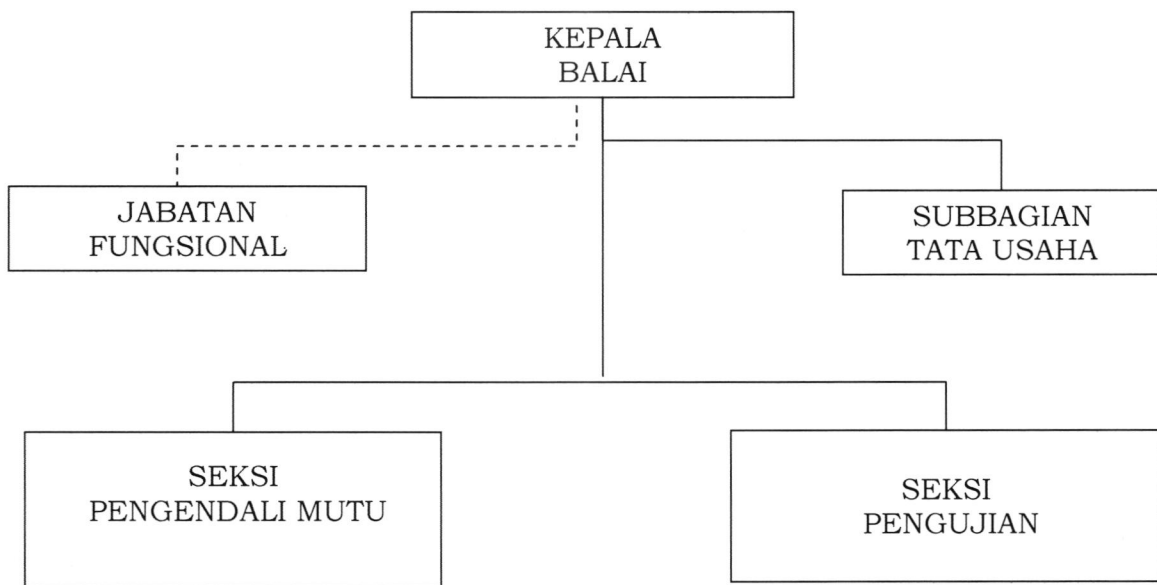 KEPALA
BALAI
JABATAN
FUNGSIONAL
SUBBAGIAN
TATA USAHA
SEKSI
PENGENDALI MUTU
SEKSI
PENGUJIAN